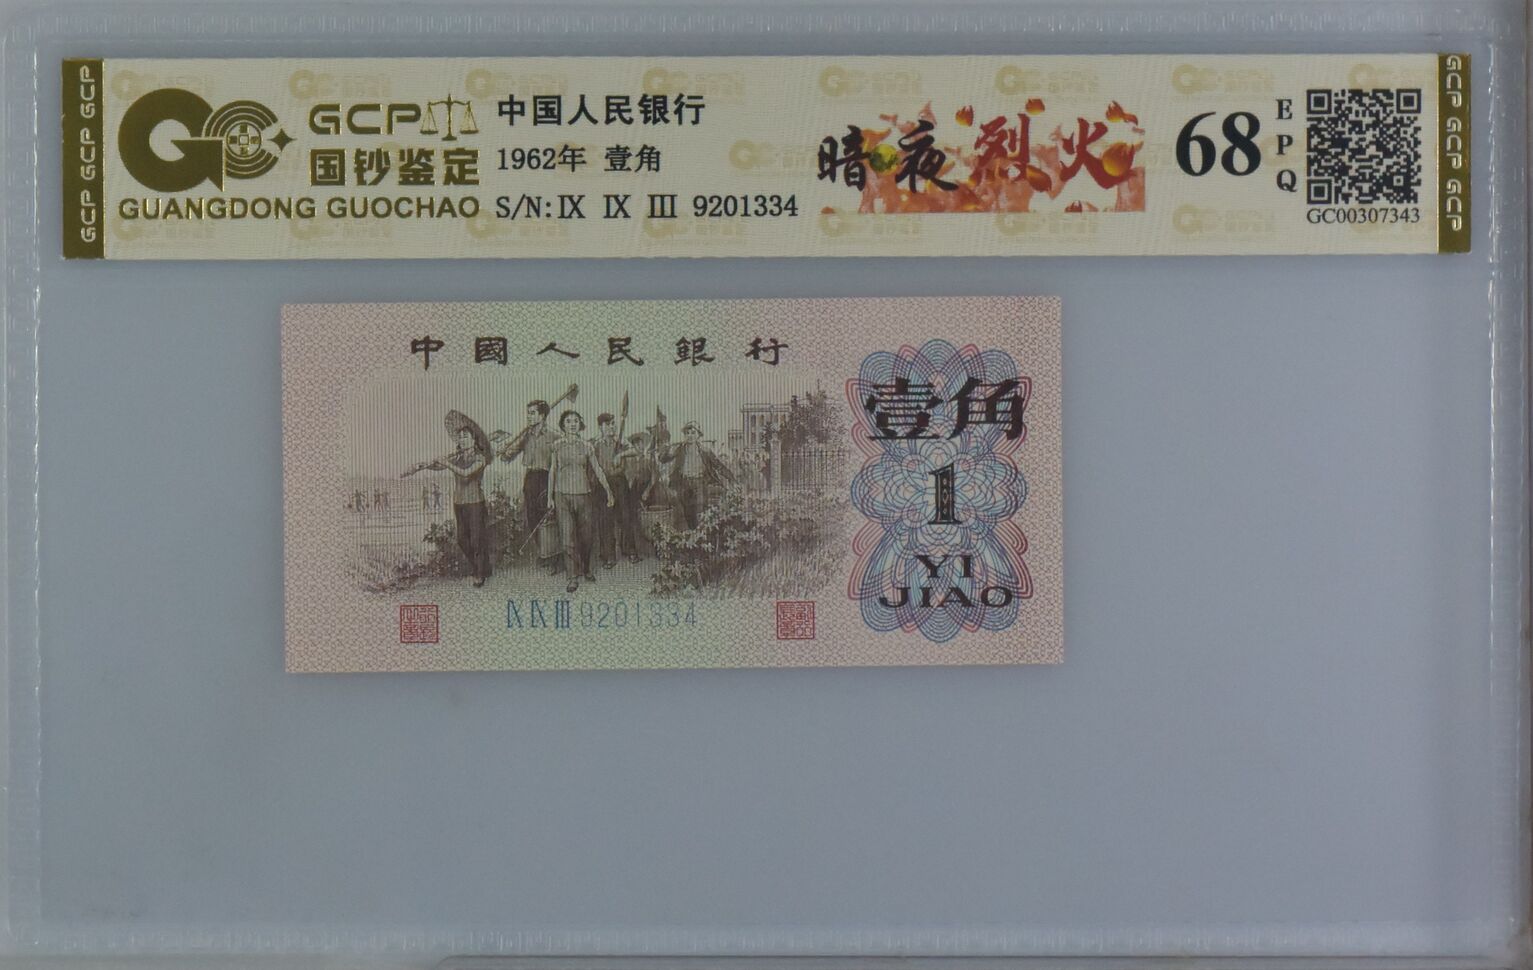 GCP GCP GCP
GCP
国钞鉴定
GUANGDONG GUOCHAO
中国人民银行
1962年 壹角
S/N: IX IX III 9201334
暗夜烈火
68
EPQ
GC00307343
GCP GCP GCP
中國人民銀行
壹角
1
YI
JIAO
IX IX III 9201334